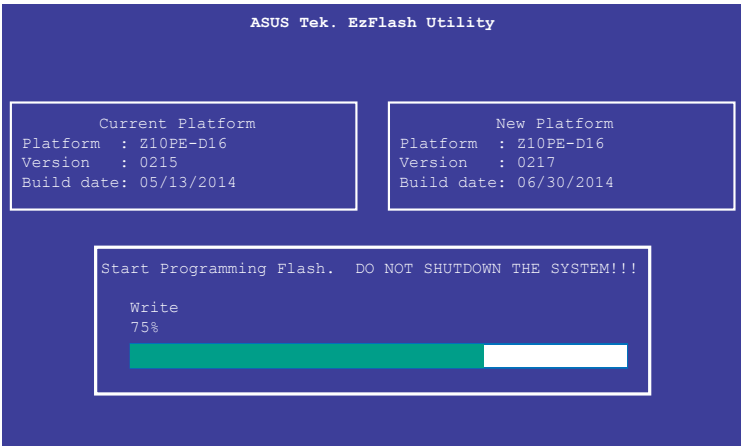 ASUS Tek. EzFlash Utility
Current Platform
Platform : Z10PE-D16
Version : 0215
Build date: 05/13/2014
New Platform
Platform : Z10PE-D16
Version : 0217
Build date: 06/30/2014
Start Programming Flash. DO NOT SHUTDOWN THE SYSTEM!!!
Write
75%